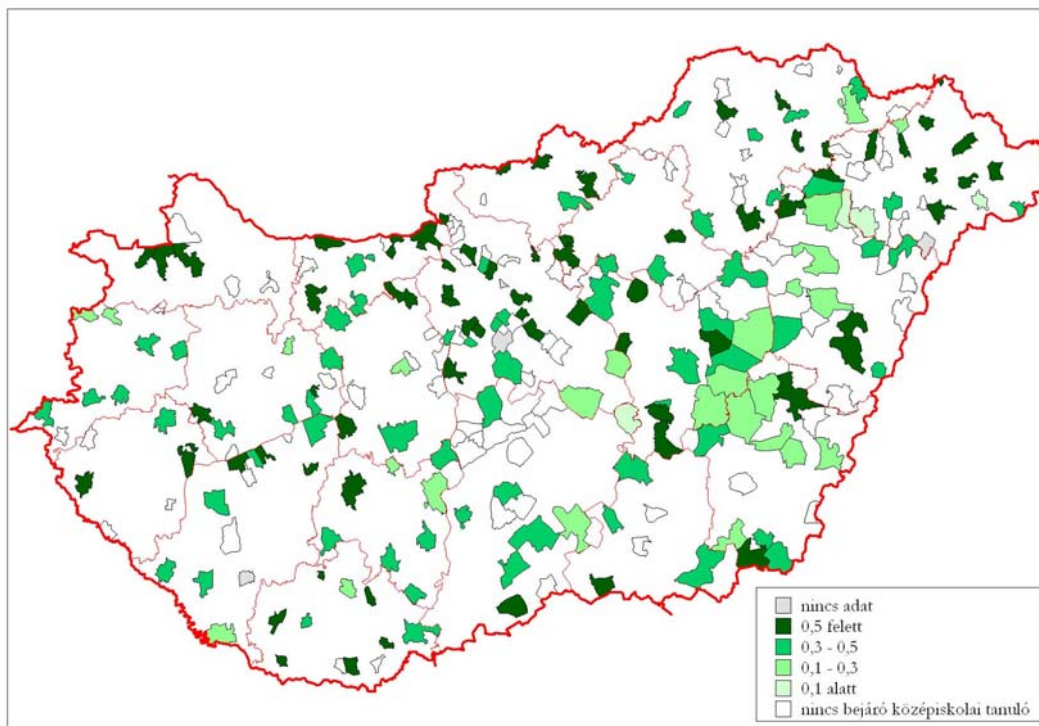 nincs adat
0,5 felett
0,3 - 0,5
0,1 - 0,3
0,1 alatt
nincs bejáró középiskolai tanuló